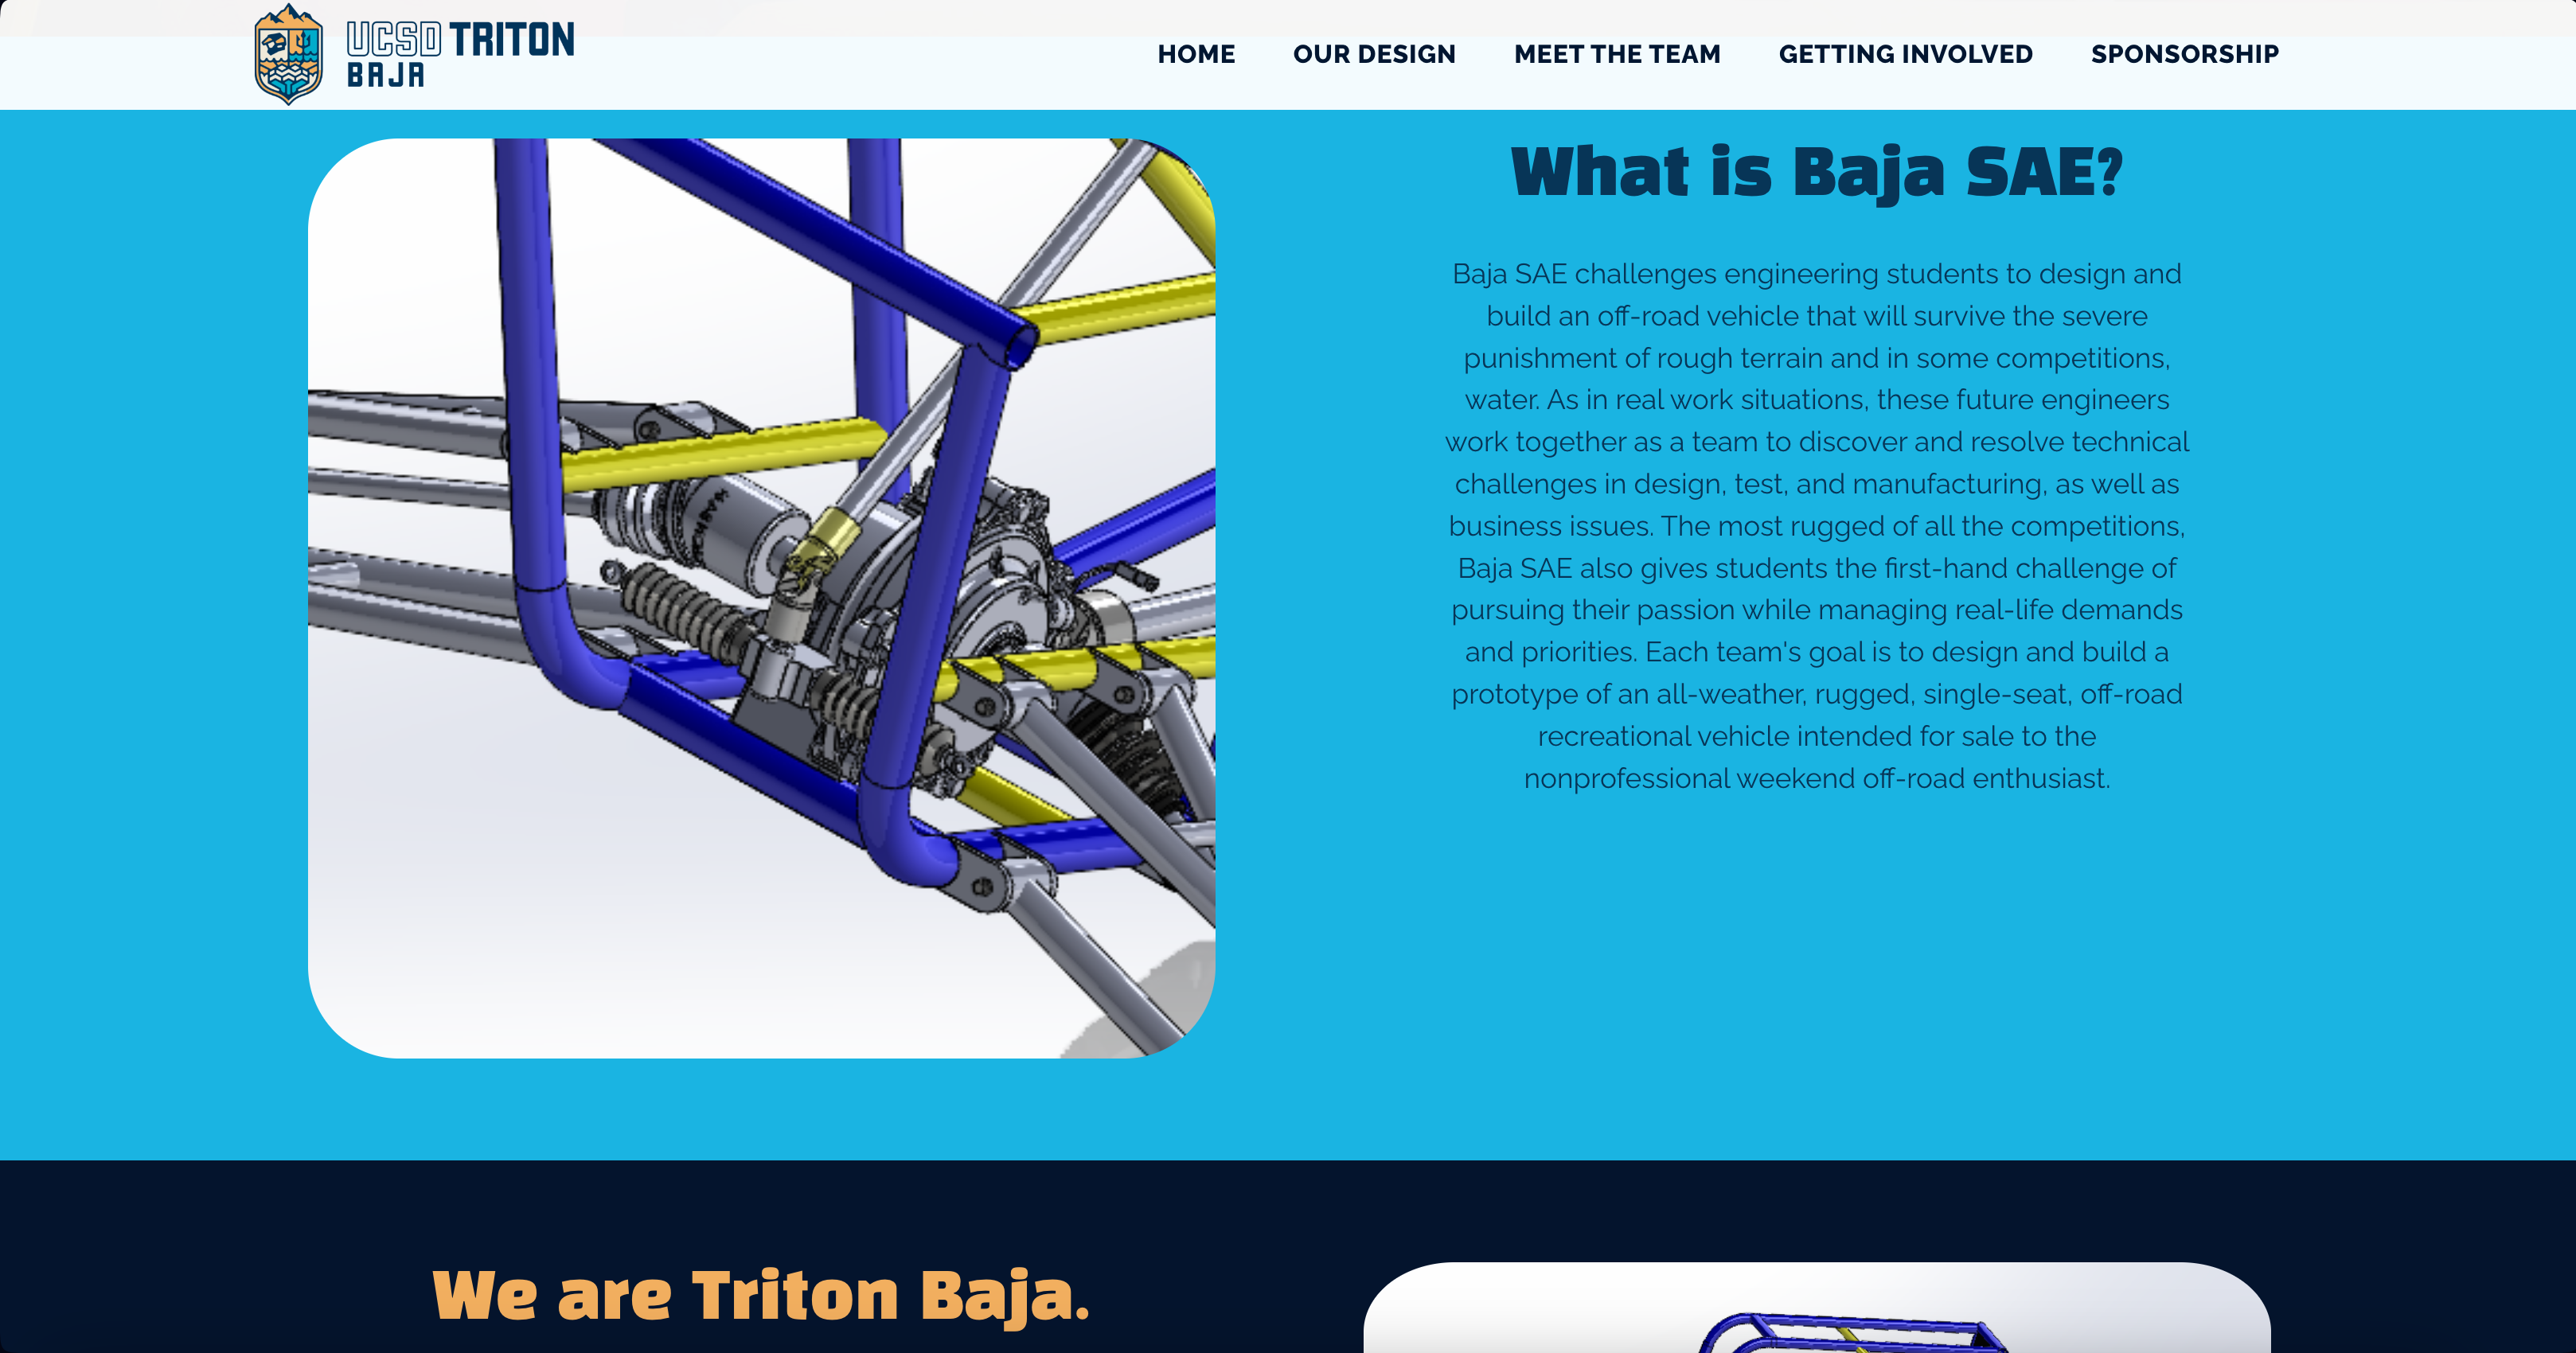 UCSD TRITON
BAJA
HOME
OUR DESIGN
MEET THE TEAM
GETTING INVOLVED
SPONSORSHIP
What is Baja SAE?
Baja SAE challenges engineering students to design and
build an off-road vehicle that will survive the severe
punishment of rough terrain and in some competitions,
water. As in real work situations, these future engineers
work together as a team to discover and resolve technical
challenges in design, test, and manufacturing, as well as
business issues. The most rugged of all the competitions,
Baja SAE also gives students the first-hand challenge of
pursuing their passion while managing real-life demands
and priorities. Each team's goal is to design and build a
prototype of an all-weather, rugged, single-seat, off-road
recreational vehicle intended for sale to the
nonprofessional weekend off-road enthusiast.
We are Triton Baja.